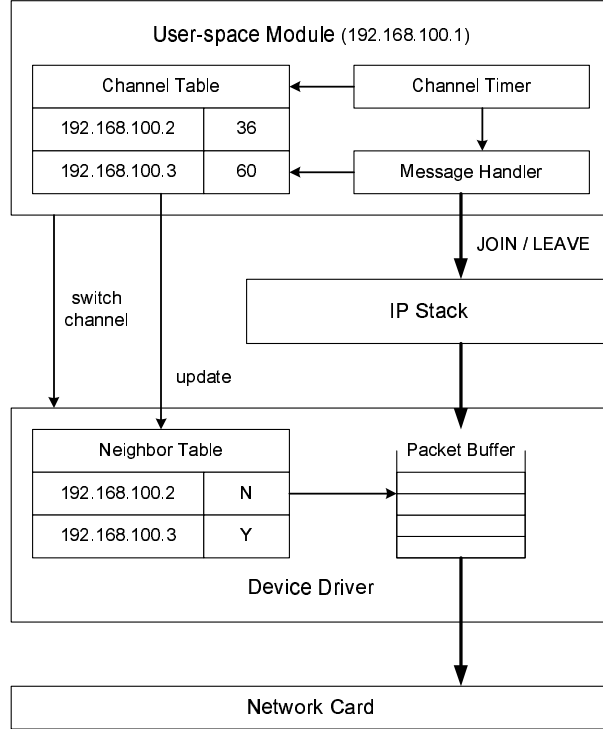 User-space Module (192.168.100.1)
Channel Table
Channel Timer
192.168.100.2 36
192.168.100.3 60
Message Handler
JOIN / LEAVE
switch
channel
IP Stack
update
Neighbor Table
Packet Buffer
192.168.100.2 N
192.168.100.3 Y
Device Driver
Network Card